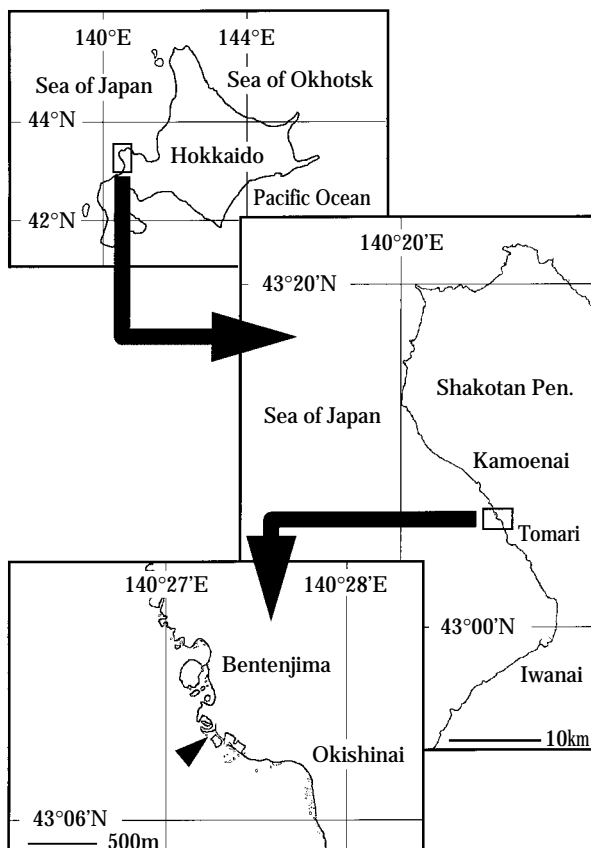 140°E 144°E
Sea of Japan Sea of Okhotsk
44°N
Hokkaido
Pacific Ocean
42°N
140°20'E
43°20'N
Shakotan Pen.
Sea of Japan
Kamoenai
Tomari
43°00'N
Iwanai
10km
140°27'E 140°28'E
Bentenjima
Okishinai
43°06'N
500m